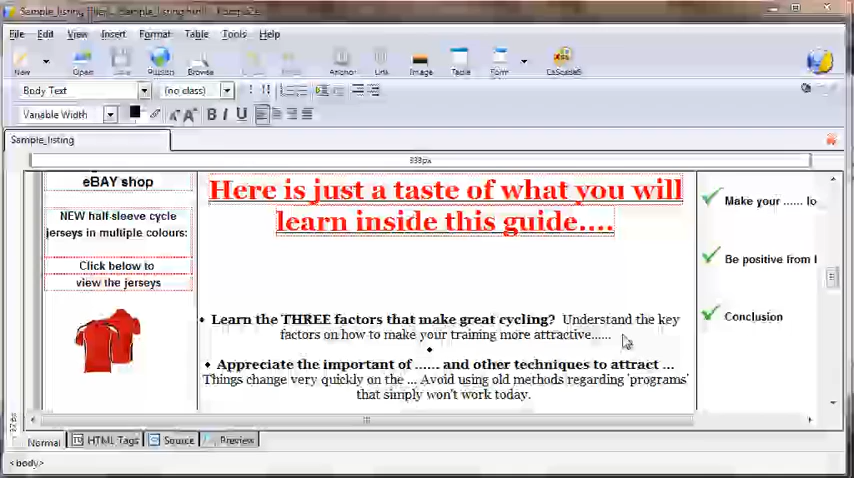 File Edit View Insert Format Table Tools Help
New Open Save Publish Browse Anchor Link Image Table Form CaScadeS
Body Text (no class)
Variable Width B I U
Sample_listing
333px
eBAY shop
NEW half-sleeve cycle
jerseys in multiple colours:
Click below to
view the jerseys
Here is just a taste of what you will
learn inside this guide....
• Learn the THREE factors that make great cycling? Understand the key
factors on how to make your training more attractive......
♦
♦ Appreciate the important of ...... and other techniques to attract ...
Things change very quickly on the ... Avoid using old methods regarding 'programs'
that simply won't work today.
Make your ...... lo
Be positive from l
Conclusion
Normal HTML Tags Source Preview
<body>